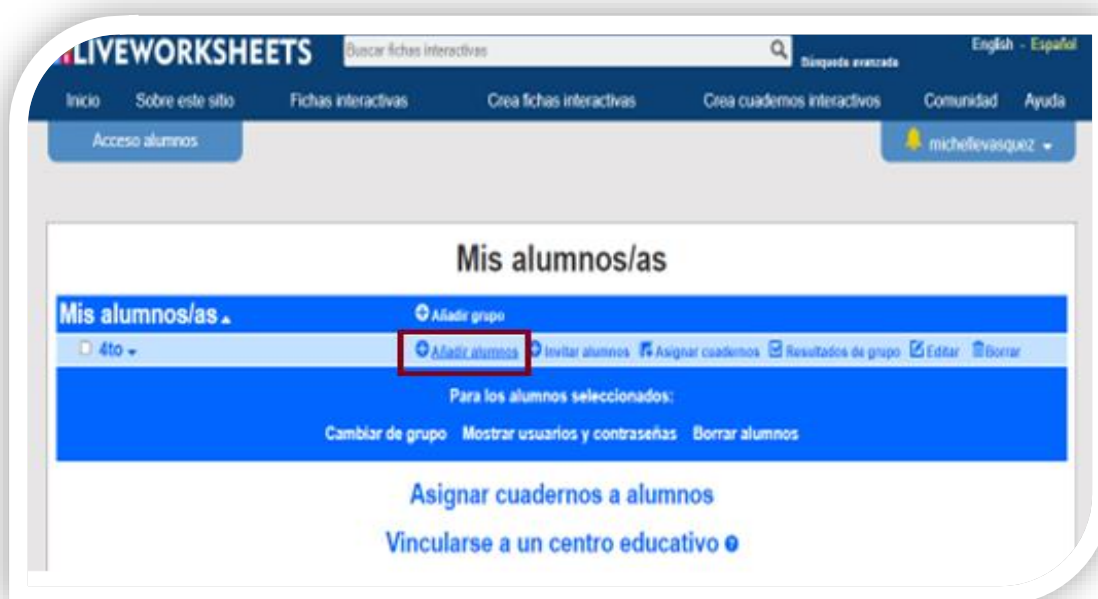 LIVEWORKSHEETS Buscar fichas interactivas Búsqueda avanzada English - Español
Inicio Sobre este sitio Fichas interactivas Crea fichas interactivas Crea cuadernos interactivos Comunidad Ayuda
Acceso alumnos michellevasquez
Mis alumnos/as
Mis alumnos/as Añadir grupo
4to Añadir alumnos Invitar alumnos Asignar cuadernos Resultados de grupo Editar Borrar
Para los alumnos seleccionados:
Cambiar de grupo Mostrar usuarios y contraseñas Borrar alumnos
Asignar cuadernos a alumnos
Vincularse a un centro educativo ?